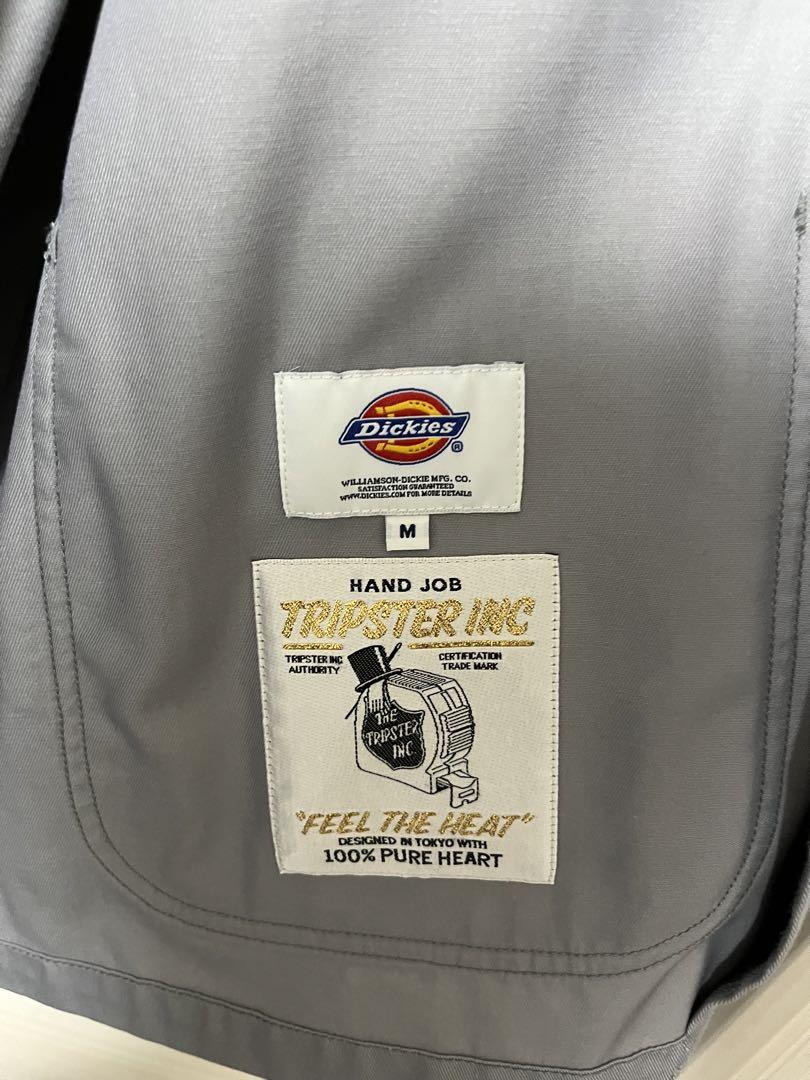 Dickies
®
WILLIAMSON-DICKIE MFG. CO.
SATISFACTION GUARANTEED
WWW.DICKIES.COM FOR MORE DETAILS
M
HAND JOB
TRIPSTER INC
TRIPSTER INC
AUTHORITY
CERTIFICATION
TRADE MARK
THE
TRIPSTER
INC
"FEEL THE HEAT"
DESIGNED IN TOKYO WITH
100% PURE HEART